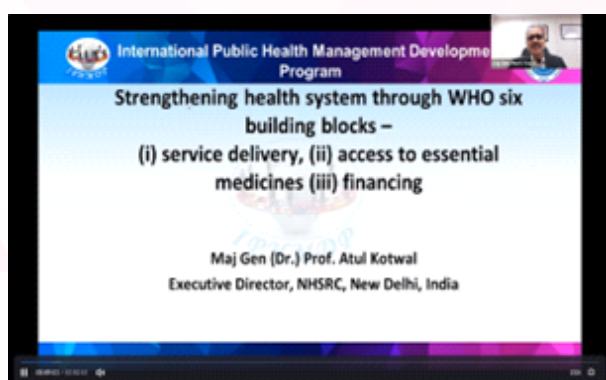 International Public Health Management Developme
Program
Strengthening health system through WHO six
building blocks –
(i) service delivery, (ii) access to essential
medicines (iii) financing
IPHMDP
Maj Gen (Dr.) Prof. Atul Kotwal
Executive Director, NHSRC, New Delhi, India